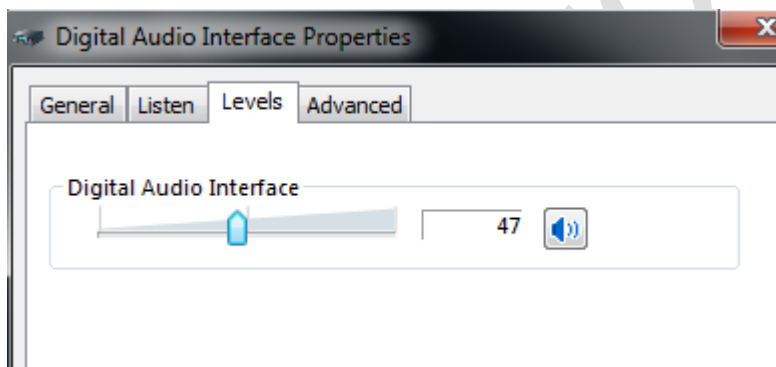 Digital Audio Interface Properties
General Listen Levels Advanced
Digital Audio Interface
47